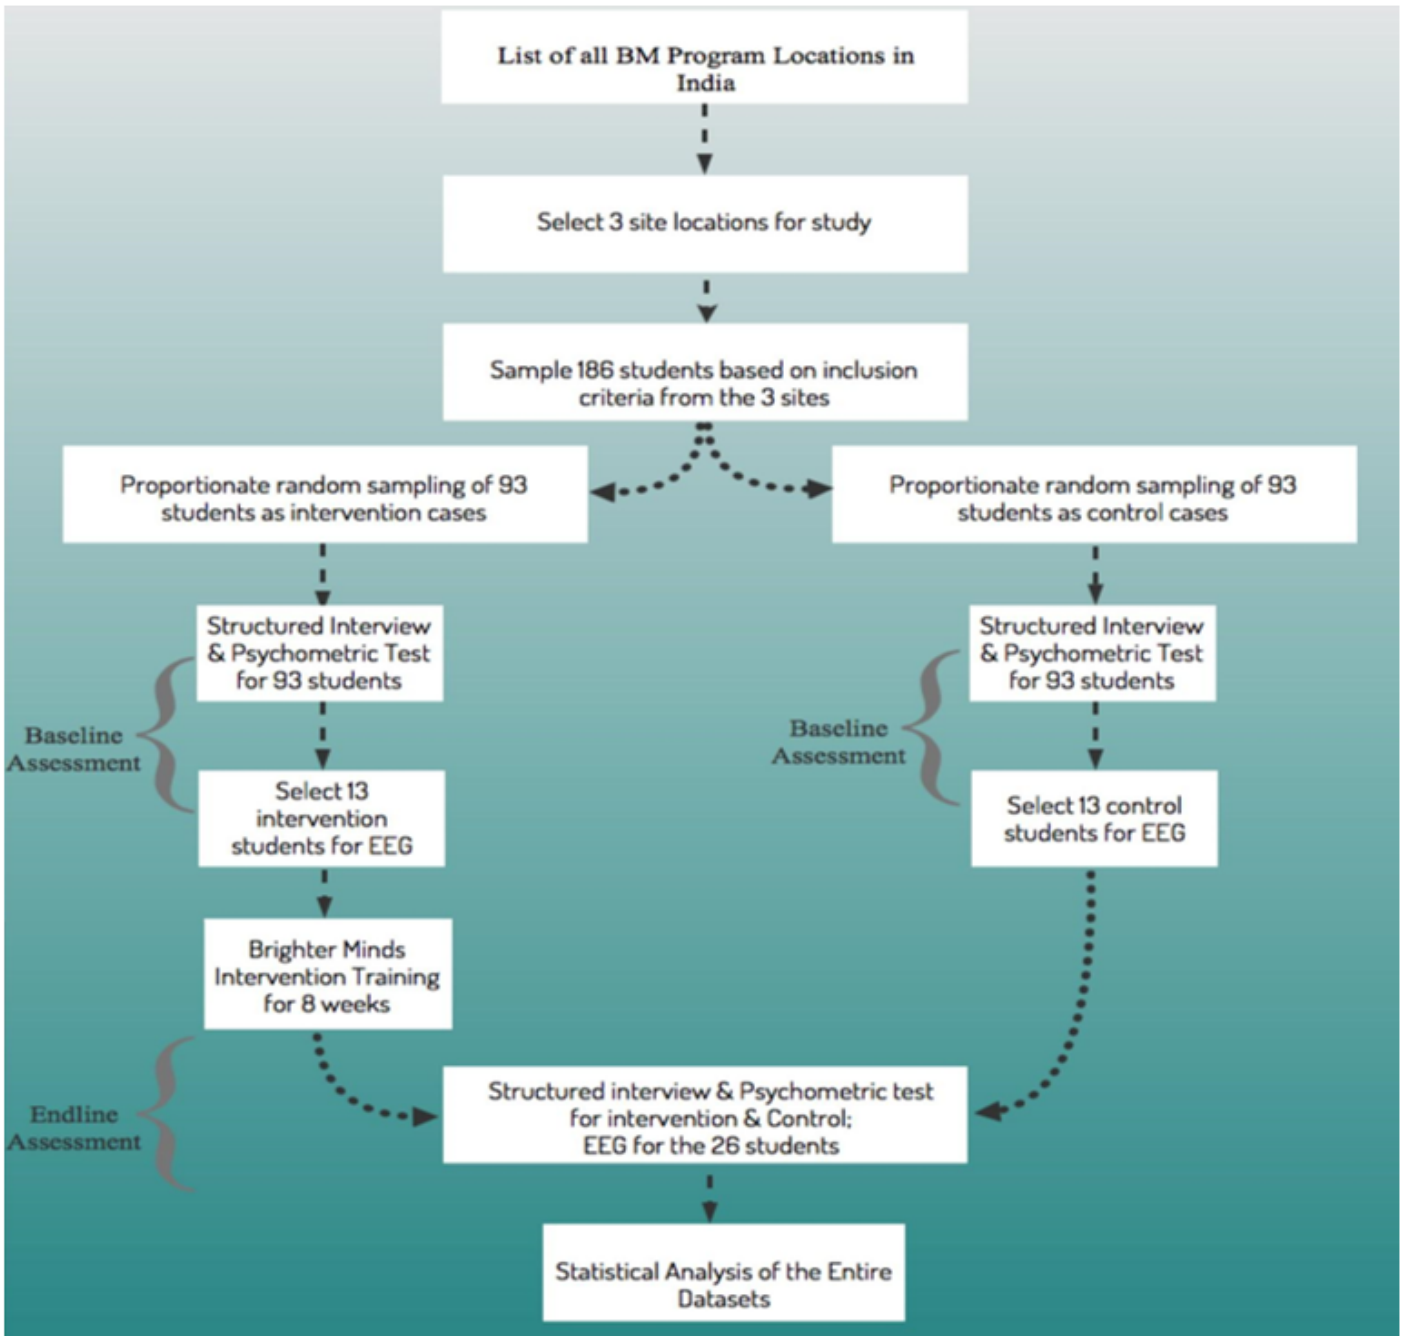 List of all BM Program Locations in
India
Select 3 site locations for study
Sample 186 students based on inclusion
criteria from the 3 sites
Proportionate random sampling of 93
students as intervention cases
Proportionate random sampling of 93
students as control cases
Structured Interview
& Psychometric Test
for 93 students
Structured Interview
& Psychometric Test
for 93 students
Baseline
Assessment
Baseline
Assessment
Select 13
intervention
students for EEG
Select 13 control
students for EEG
Brighter Minds
Intervention Training
for 8 weeks
Endline
Assessment
Structured interview & Psychometric test
for intervention & Control;
EEG for the 26 students
Statistical Analysis of the Entire
Datasets